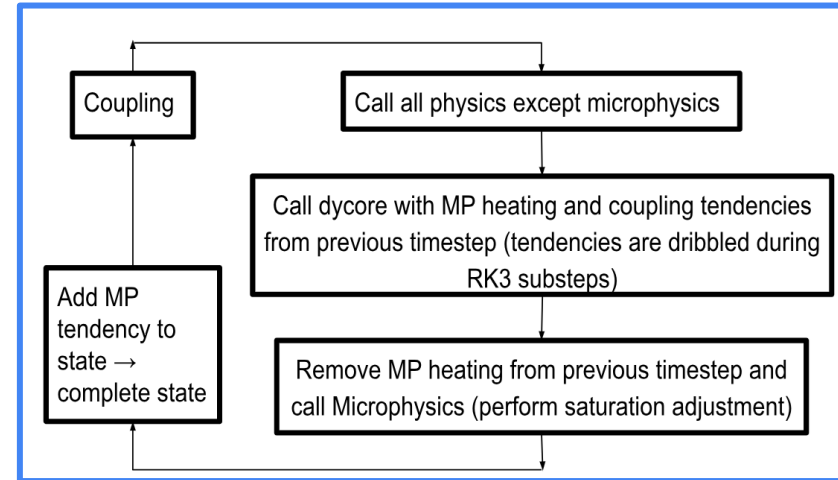 Coupling
Call all physics except microphysics
Call dycore with MP heating and coupling tendencies
from previous timestep (tendencies are dribbled during
RK3 substeps)
Remove MP heating from previous timestep and
call Microphysics (perform saturation adjustment)
Add MP
tendency to
state →
complete state